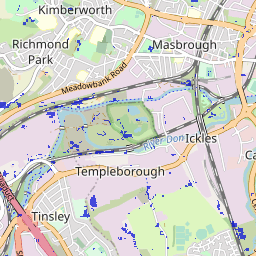 Kimberworth
Richmond
Park
Masbrough
Meadowbank Road
River Don
Ickles
Templeborough
Tinsley